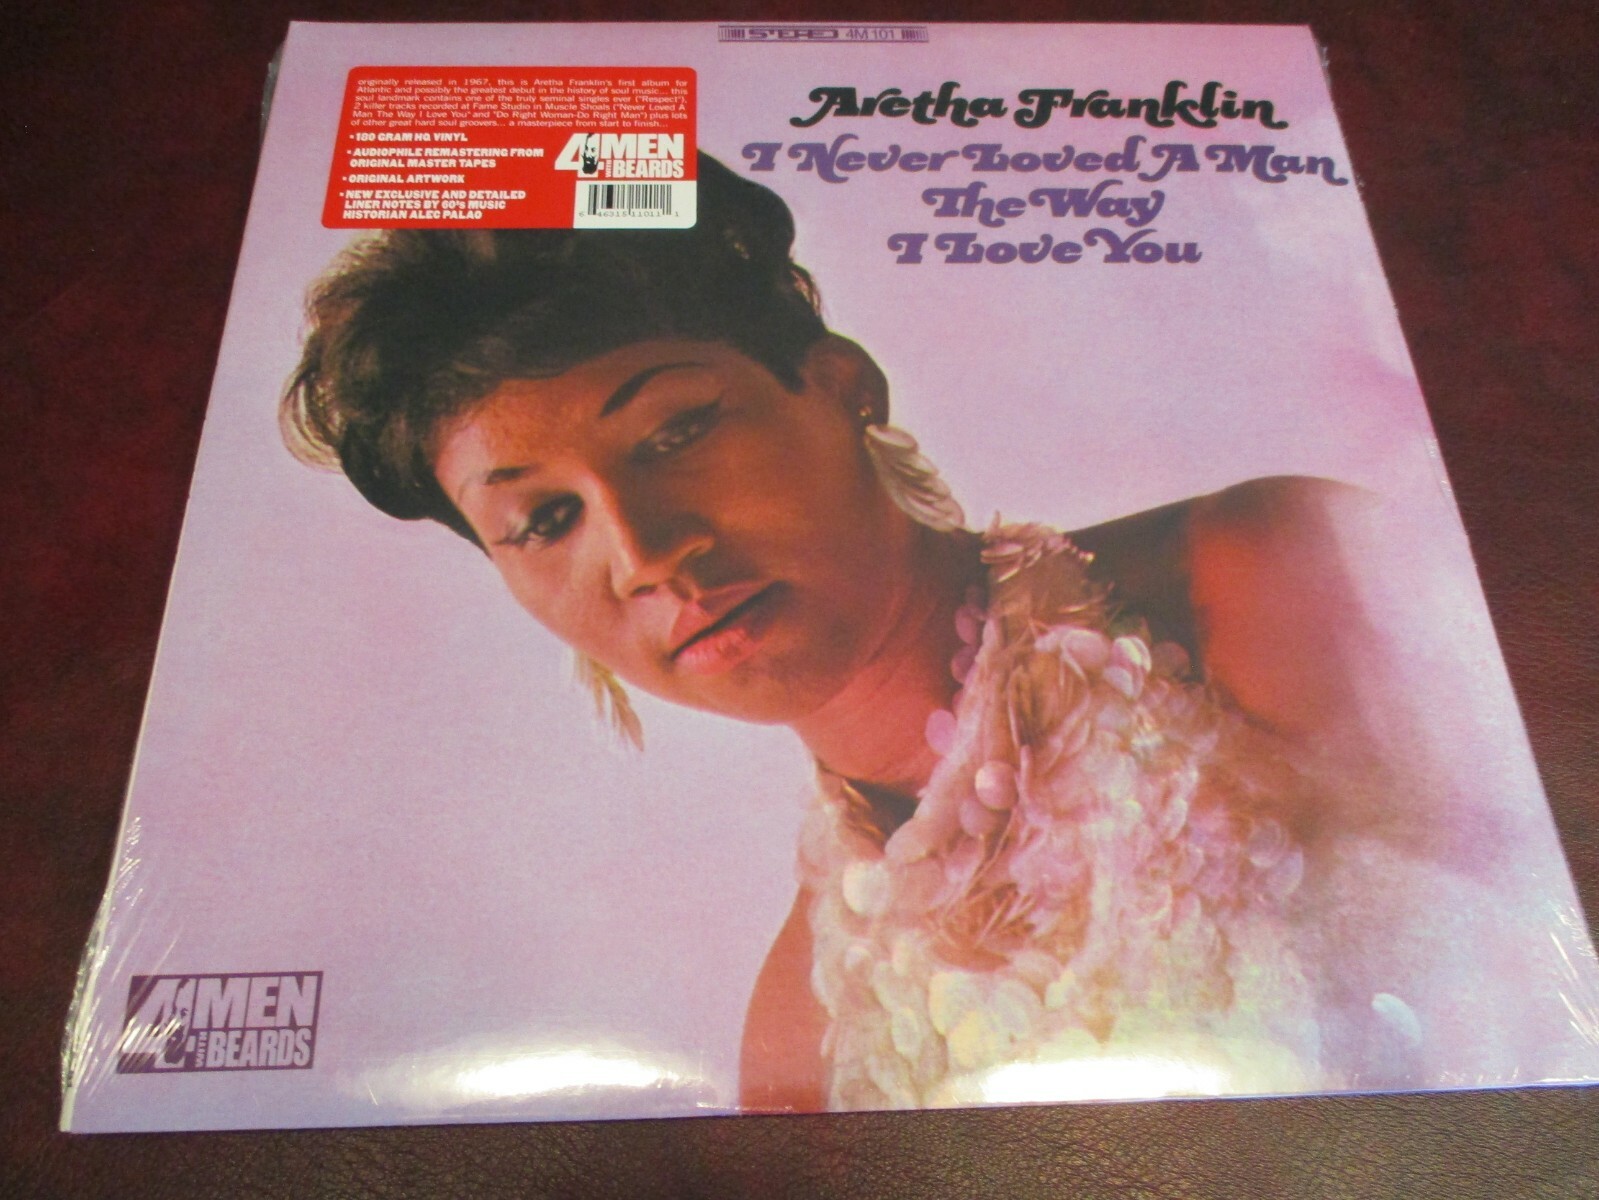 STEREO 4M 101
originally released in 1967, this is Aretha Franklin's first album for
Atlantic and possibly the greatest debut in the history of soul music... this
soul landmark contains one of the truly seminal singles ever ("Respect"),
2 killer tracks recorded at Fame Studio in Muscle Shoals ("Never Loved A
Man The Way I Love You" and "Do Right Woman-Do Right Man") plus lots
of other great hard soul groovers... a masterpiece from start to finish...
• 180 GRAM HQ VINYL
• AUDIOPHILE REMASTERING FROM
ORIGINAL MASTER TAPES
• ORIGINAL ARTWORK
• NEW EXCLUSIVE AND DETAILED
LINER NOTES BY 60's MUSIC
HISTORIAN ALEC PALAO
4 MEN
WITH BEARDS
6 46315 11011 1
Aretha Franklin
I Never Loved A Man
The Way
I Love You
4 MEN
WITH BEARDS